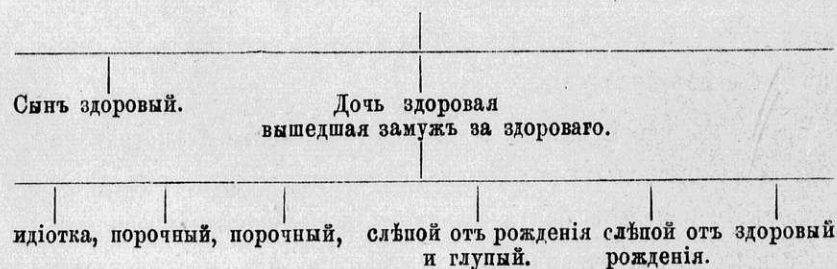 Сынъ здоровый. Дочь здоровая
вышедшая замужъ за здороваго.
идіотка, порочный, порочный, слѣпой отъ рожденія слѣпой отъ здоровый
и глупый. рожденія.